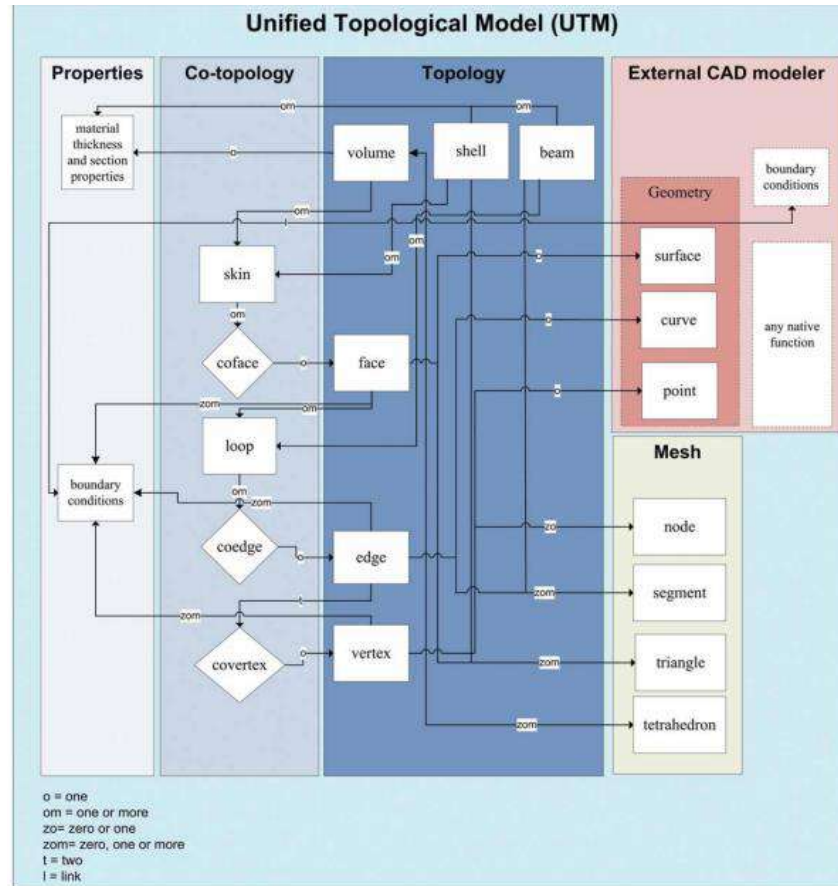 Unified Topological Model (UTM)
Properties
Co-topology
Topology
External CAD modeler
om
om
material
thickness
and section
properties
o
volume
shell
beam
boundary
conditions
Geometry
om
l
om
om
skin
o
surface
om
o
curve
any native
function
coface
o
face
o
point
zom
om
loop
Mesh
om
boundary
conditions
zom
zo
node
coedge
o
edge
zom
segment
t
zom
covertex
o
vertex
zom
triangle
zom
tetrahedron
o = one
om = one or more
zo= zero or one
zom= zero, one or more
t = two
l = link